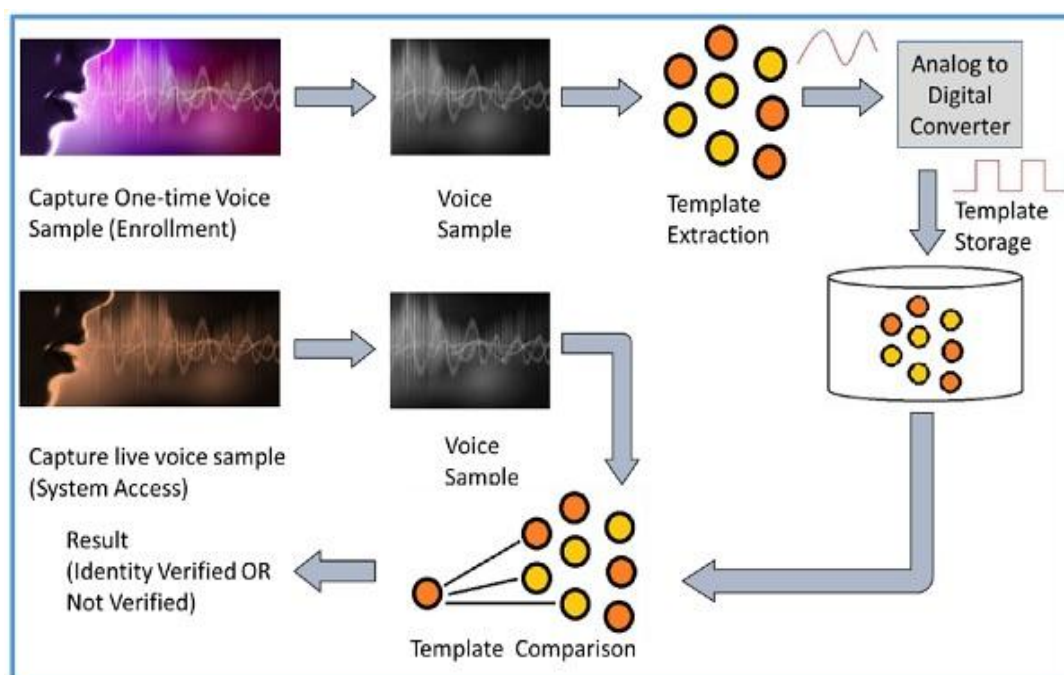 Capture One-time Voice
Sample (Enrollment)
Voice
Sample
Template
Extraction
Analog to
Digital
Converter
Template
Storage
Capture live voice sample
(System Access)
Voice
Sample
Result
(Identity Verified OR
Not Verified)
Template Comparison